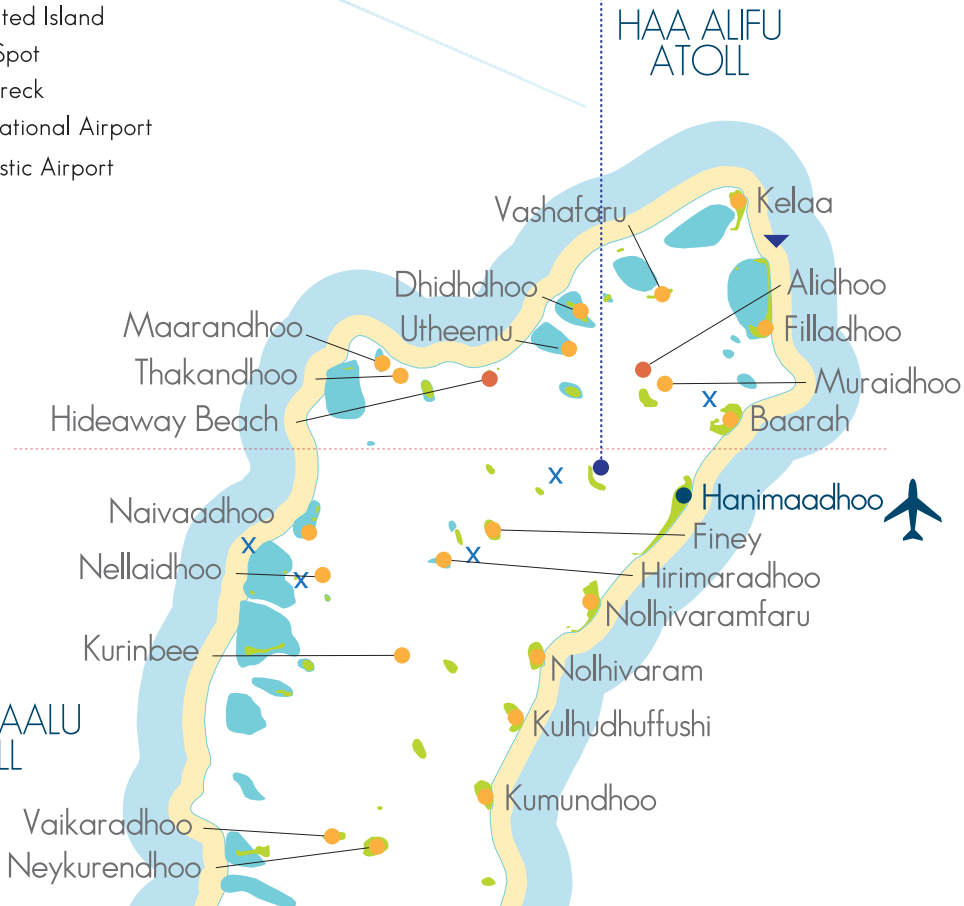 ted Island
Spot
reck
ational Airport
stic Airport
HAA ALIFU
ATOLL
Kelaa
Vashafaru
Dhidhdhoo
Alidhoo
Maarandhoo
Utheemu
Filladhoo
Thakandhoo
Muraidhoo
Hideaway Beach
Baarah
x
x
Hanimaadhoo
Naivaadhoo
Finey
x
x
Nellaidhoo
x
Hirimaradhoo
Nolhivaramfaru
Kurinbee
Nolhivaram
AALU
LL
Kulhudhuffushi
Kumundhoo
Vaikaradhoo
Neykurendhoo